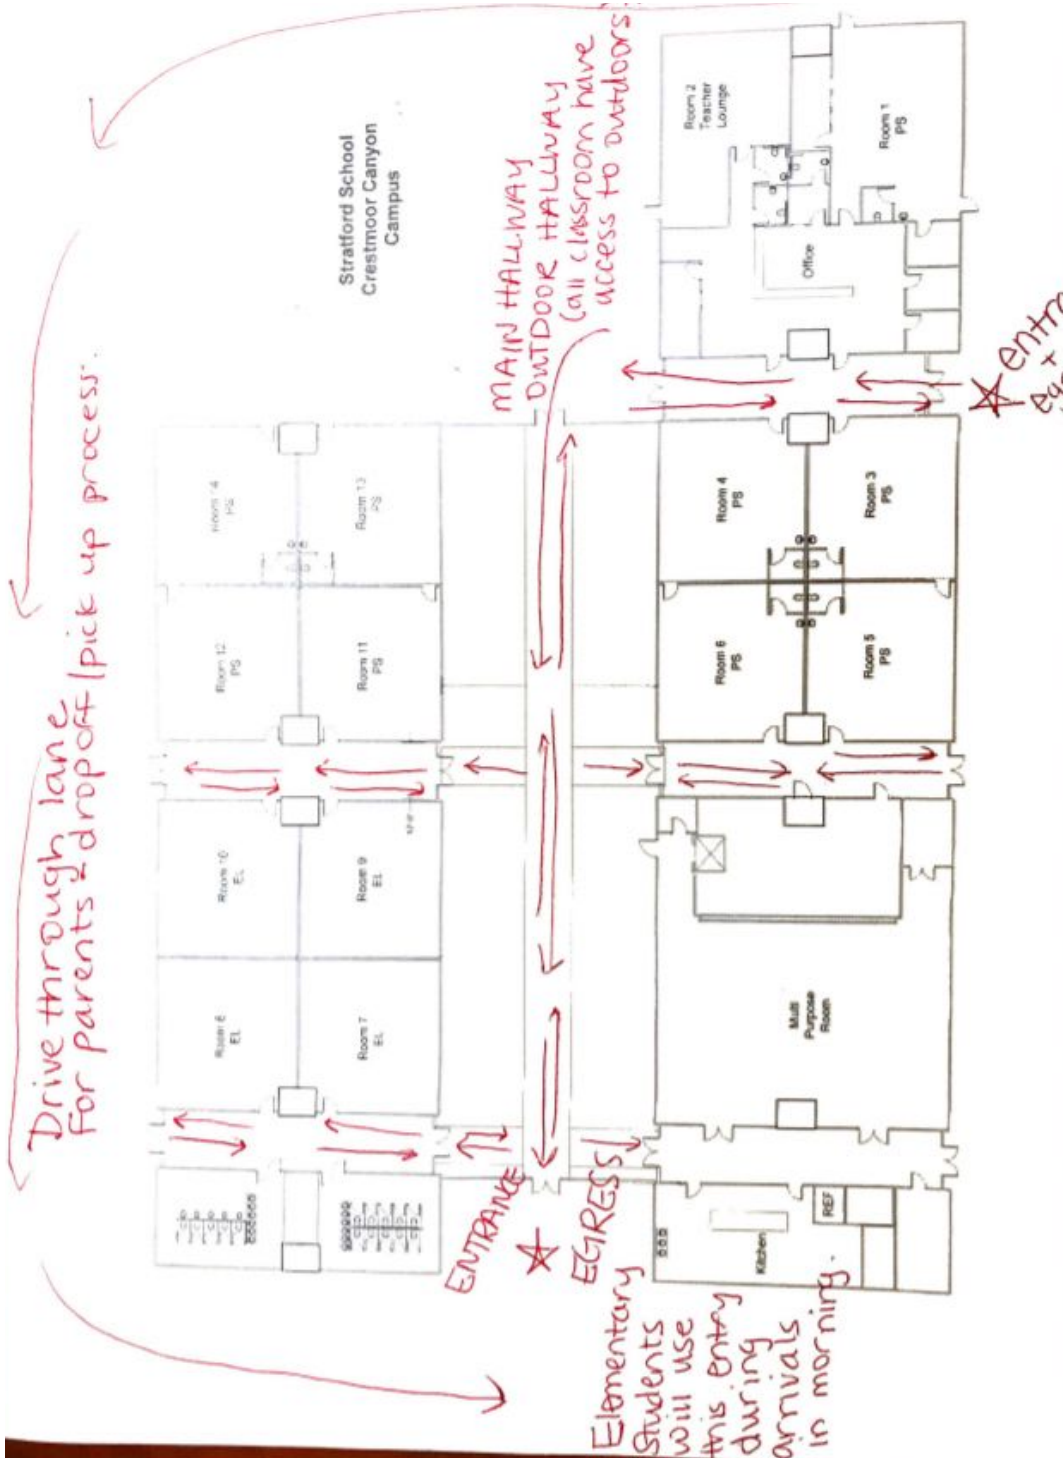 Stratford School
Crestmoor Canyon
Campus
MAIN HALLWAY
OUTDOOR HALLWAY
(all classroom have
access to outdoors.
Drive through lane
for parents - dropoff/pick up process.
Room 2
Teacher
Lounge
Room 1
PS
Office
entra
+
Room 14
PS
Room 13
PS
Room 4
PS
Room 3
PS
Room 12
PS
Room 11
PS
Room 6
PS
Room 5
PS
Room 10
EL
Room 9
EL
Room 8
EL
Room 7
EL
Multi
Purpose
Room
ENTRANCE
EGRESS
Kitchen
REF
Elementary
Students
will use
this entry
during
arrivals
in morning.